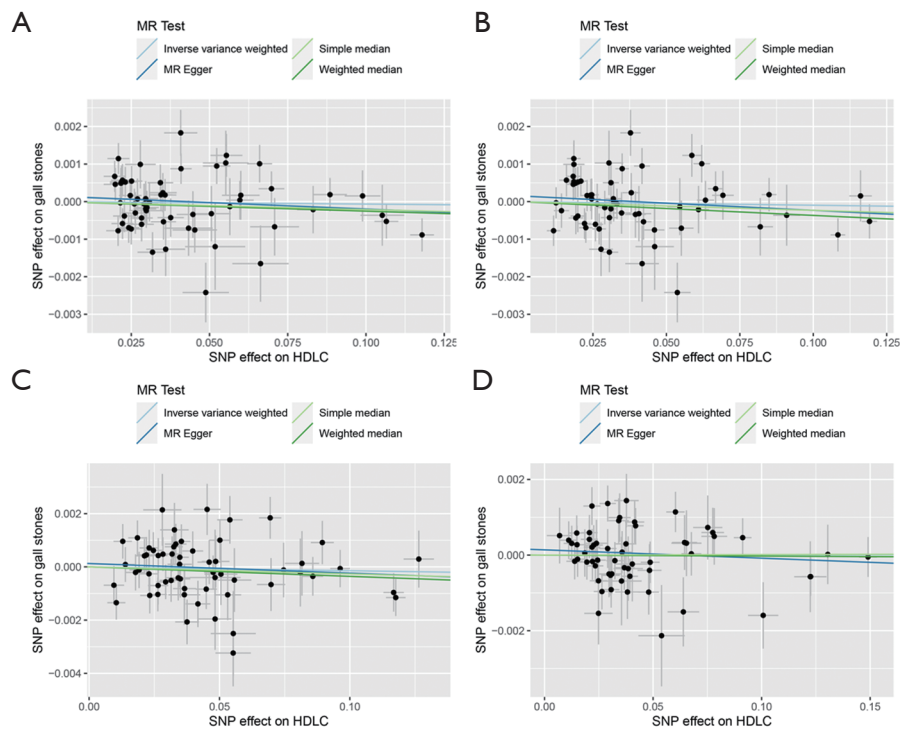 A
MR Test
Inverse variance weighted
Simple median
MR Egger
Weighted median
0.002
0.001
0.000
−0.001
−0.002
−0.003
SNP effect on gall stones
0.025 0.050 0.075 0.100 0.125
SNP effect on HDLC
B
MR Test
Inverse variance weighted
Simple median
MR Egger
Weighted median
0.002
0.001
0.000
−0.001
−0.002
−0.003
SNP effect on gall stones
0.025 0.050 0.075 0.100 0.125
SNP effect on HDLC
C
MR Test
Inverse variance weighted
Simple median
MR Egger
Weighted median
0.002
0.000
−0.002
−0.004
SNP effect on gall stones
0.00 0.05 0.10
SNP effect on HDLC
D
MR Test
Inverse variance weighted
Simple median
MR Egger
Weighted median
0.002
0.000
−0.002
SNP effect on gall stones
0.00 0.05 0.10 0.15
SNP effect on HDLC